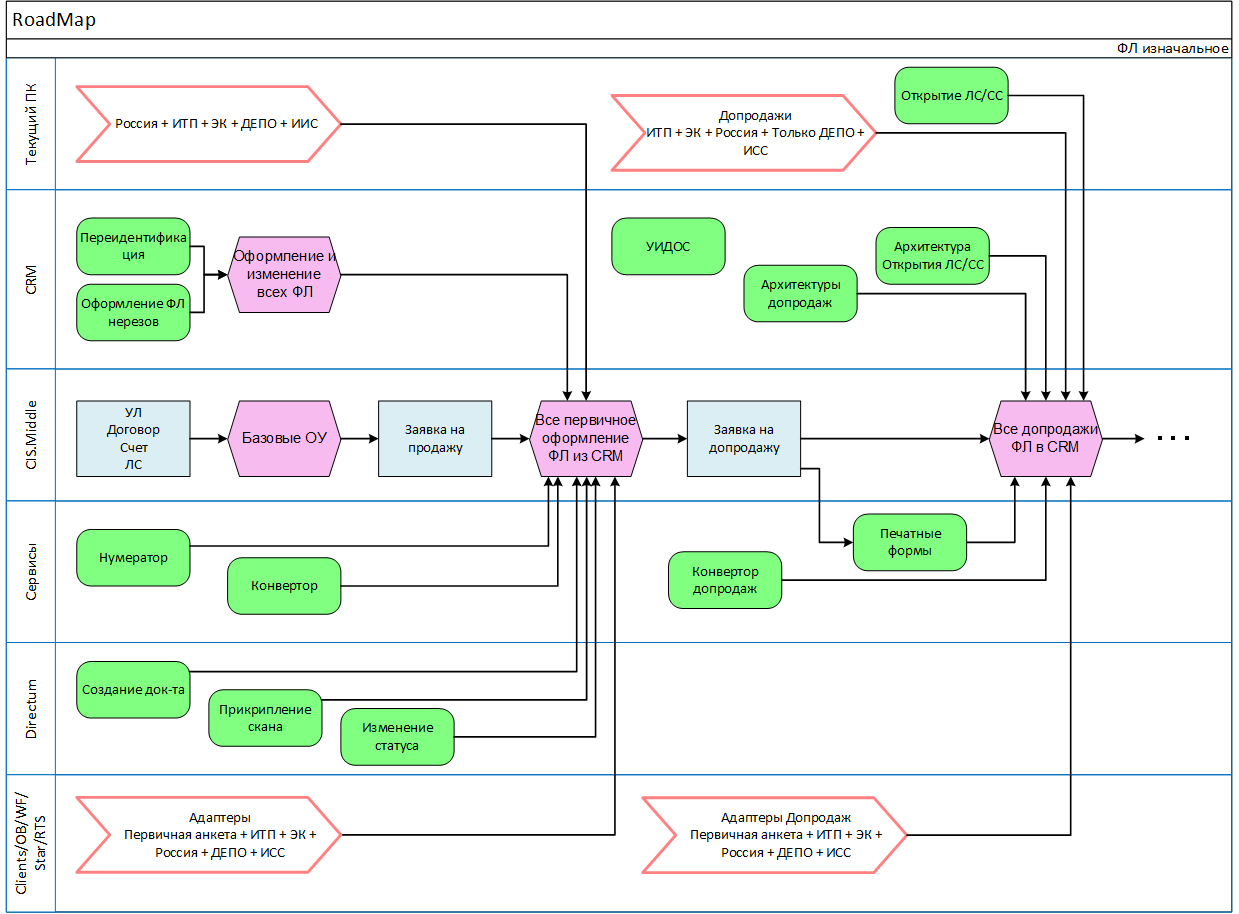 RoadMap
ФЛ изначальное
Текущий ПК
Россия + ИТП + ЭК + ДЕПО + ИИС
Допродажи
ИТП + ЭК + Россия + Только ДЕПО +
ИСС
Открытие ЛС/СС
CRM
Переидентифика
ция
Оформление ФЛ
нерезов
Оформление и
изменение
всех ФЛ
УИДОС
Архитектуры
допродаж
Архитектура
Открытия ЛС/СС
CIS.Middle
УЛ
Договор
Счет
ЛС
Базовые ОУ
Заявка на
продажу
Все первичное
оформление
ФЛ из CRM
Заявка на
допродажу
Все допродажи
ФЛ в CRM
...
Сервисы
Нумератор
Конвертор
Конвертор
допродаж
Печатные
формы
Directum
Создание док-та
Прикрипление
скана
Изменение
статуса
Clients/OB/WF/
Star/RTS
Адаптеры
Первичная анкета + ИТП + ЭК +
Россия + ДЕПО + ИСС
Адаптеры Допродаж
Первичная анкета + ИТП + ЭК +
Россия + ДЕПО + ИСС